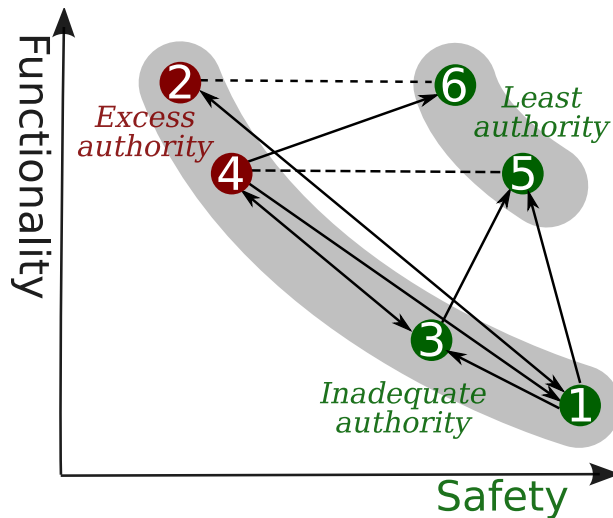 Functionality
2
6
Excess
authority
Least
authority
4
5
3
Inadequate
authority
1
Safety